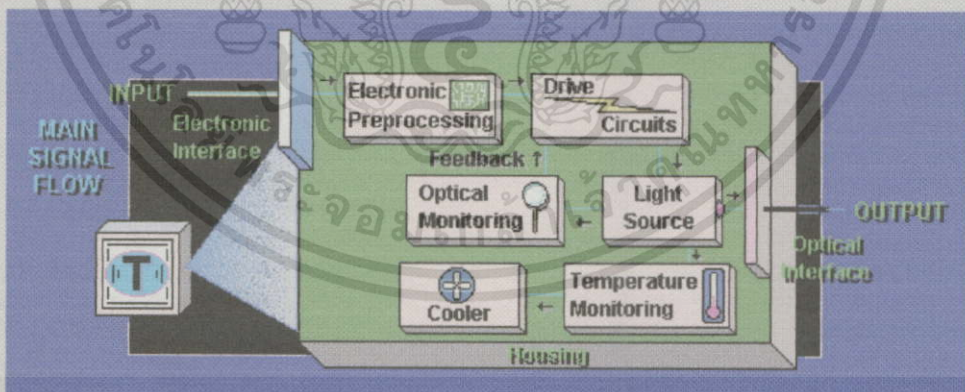 INPUT
MAIN
SIGNAL
FLOW
Electronic
Interface
T
Electronic
Preprocessing
Drive
Circuits
Feedback ↑
Optical
Monitoring
Light
Source
OUTPUT
Optical
Interface
Cooler
Temperature
Monitoring
Housing